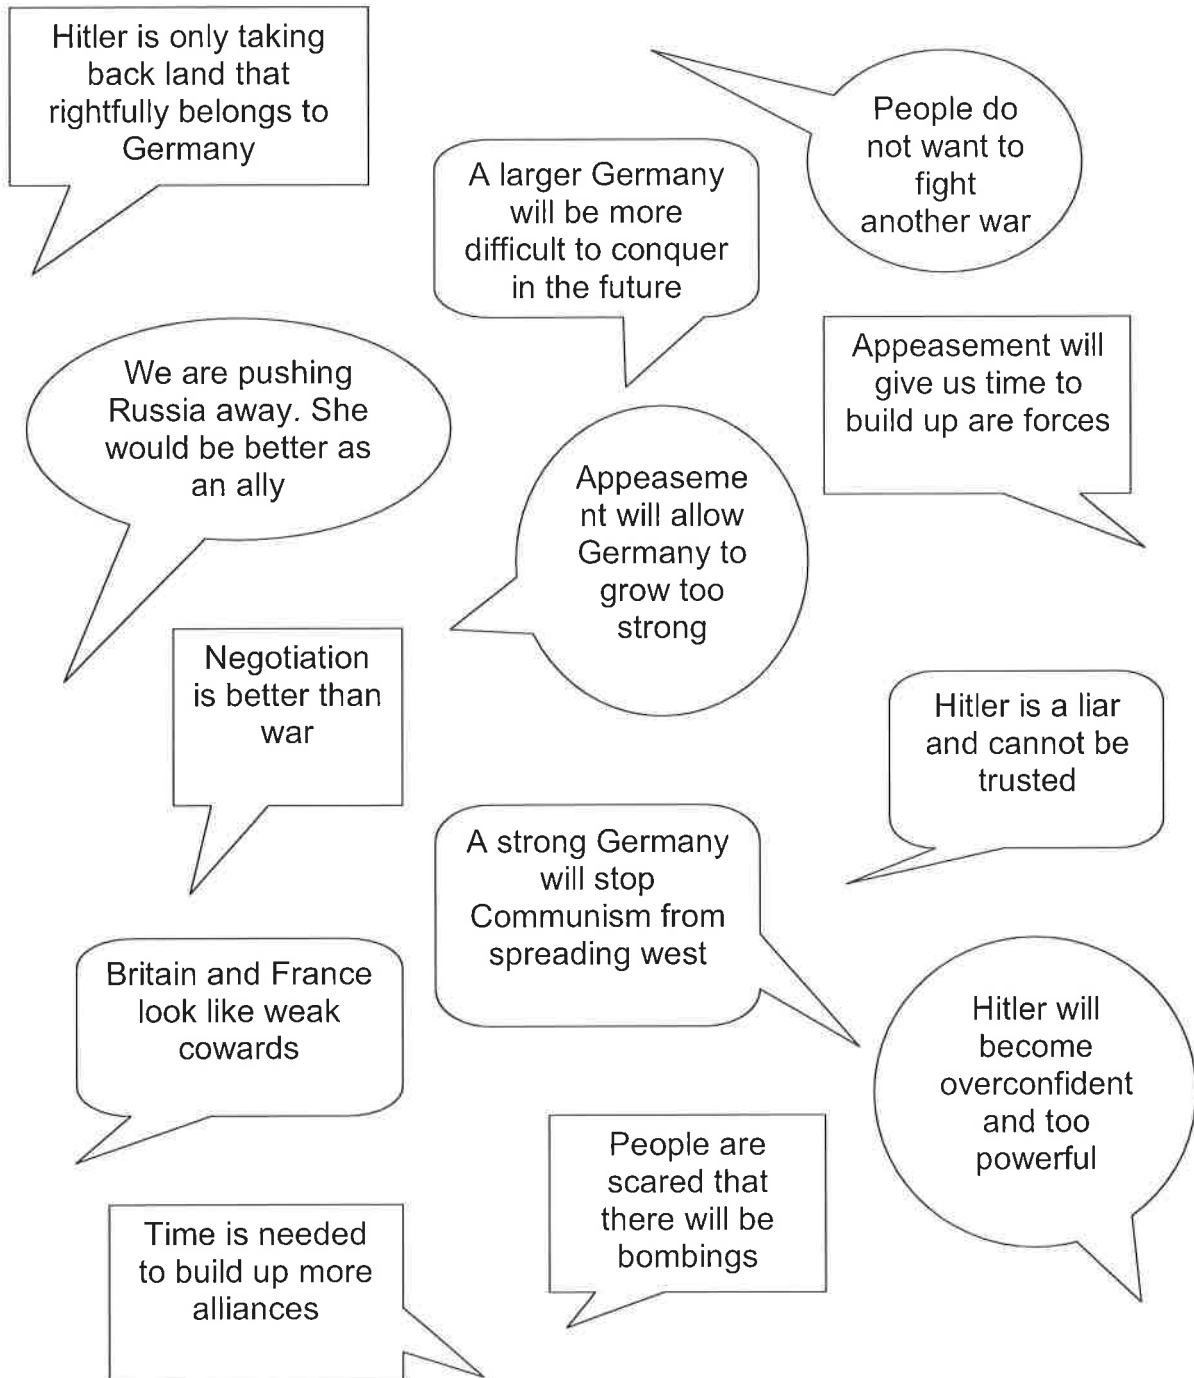 Hitler is only taking
back land that
rightfully belongs to
Germany
People do
not want to
fight
another war
A larger Germany
will be more
difficult to conquer
in the future
We are pushing
Russia away. She
would be better as
an ally
Appeasement will
give us time to
build up are forces
Appeaseme
nt will allow
Germany to
grow too
strong
Negotiation
is better than
war
Hitler is a liar
and cannot be
trusted
A strong Germany
will stop
Communism from
spreading west
Britain and France
look like weak
cowards
Hitler will
become
overconfident
and too
powerful
People are
scared that
there will be
bombings
Time is needed
to build up more
alliances